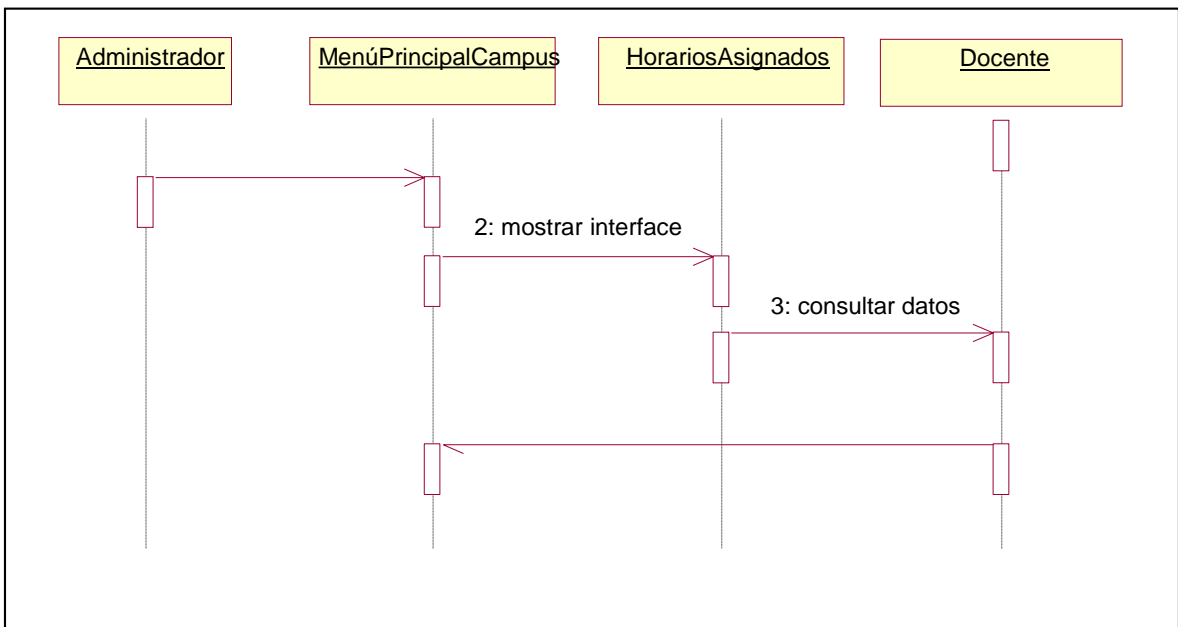 Administrador
MenúPrincipalCampus
HorariosAsignados
Docente
2: mostrar interface
3: consultar datos